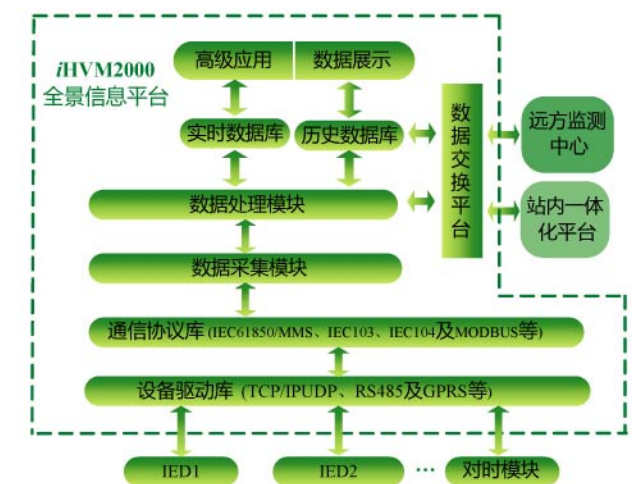 iHVM2000
全景信息平台
高级应用
数据展示
实时数据库
历史数据库
数据交换平台
远方监测
中心
站内一体
化平台
数据处理模块
数据采集模块
通信协议库 (IEC61850/MMS、IEC103、IEC104及MODBUS等)
设备驱动库 (TCP/IPUDP、RS485及GPRS等)
IED1
IED2
···
对时模块